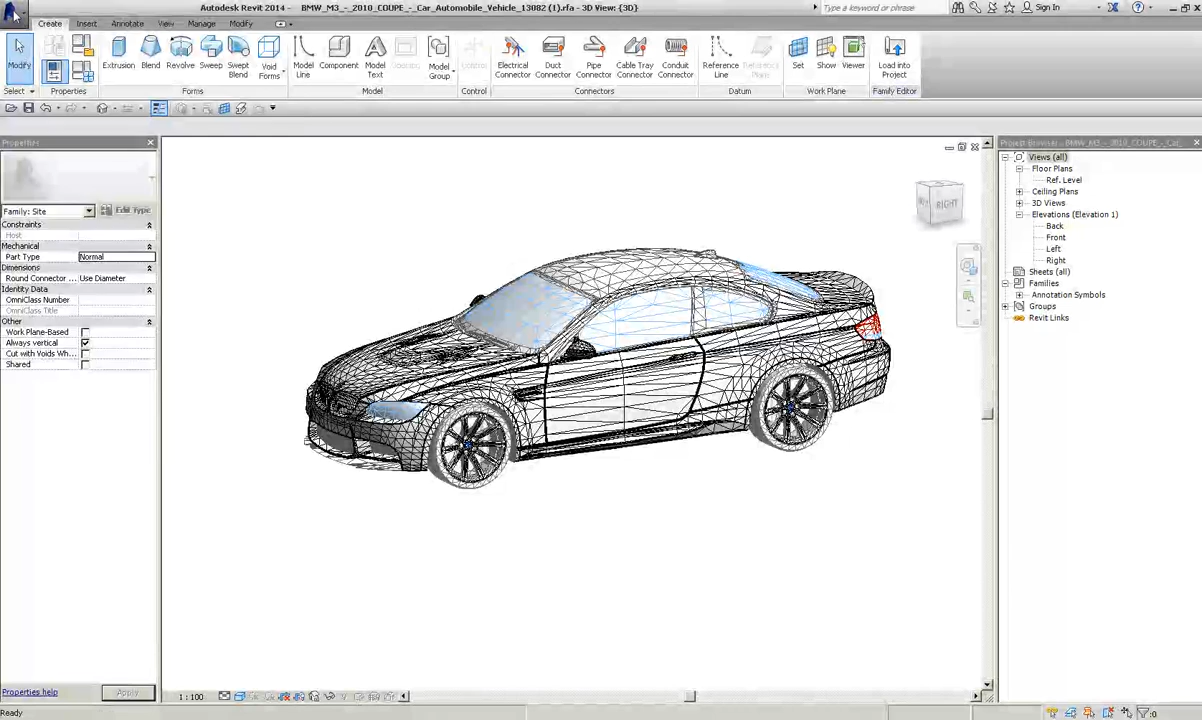 Autodesk Revit 2014 - BMW_M3_-_2010_COUPE_-_Car_Automobile_Vehicle_13082 (1).rfa - 3D View: {3D}
Type a keyword or phrase
Sign In
Create Insert Annotate View Manage Modify
Modify Extrusion Blend Revolve Sweep Swept Blend Void Forms Model Line Component Model Text Model Group Electrical Connector Duct Connector Pipe Connector Cable Tray Connector Conduit Connector Reference Line Set Show Viewer Load into Project
Select Properties Forms Model Control Connectors Datum Work Plane Family Editor
Properties
Family: Site Edit Type
Constraints
Host
Mechanical
Part Type Normal
Dimensions
Round Connector ... Use Diameter
Identity Data
OmniClass Number
OmniClass Title
Other
Work Plane-Based
Always vertical
Cut with Voids Wh...
Shared
Properties help Apply
RIGHT
Project Browser - BMW_M3_-_2010_COUPE_-_Car_
Views (all)
Floor Plans
Ref. Level
Ceiling Plans
3D Views
Elevations (Elevation 1)
Back
Front
Left
Right
Sheets (all)
Families
Annotation Symbols
Groups
Revit Links
1:100
Ready
:0